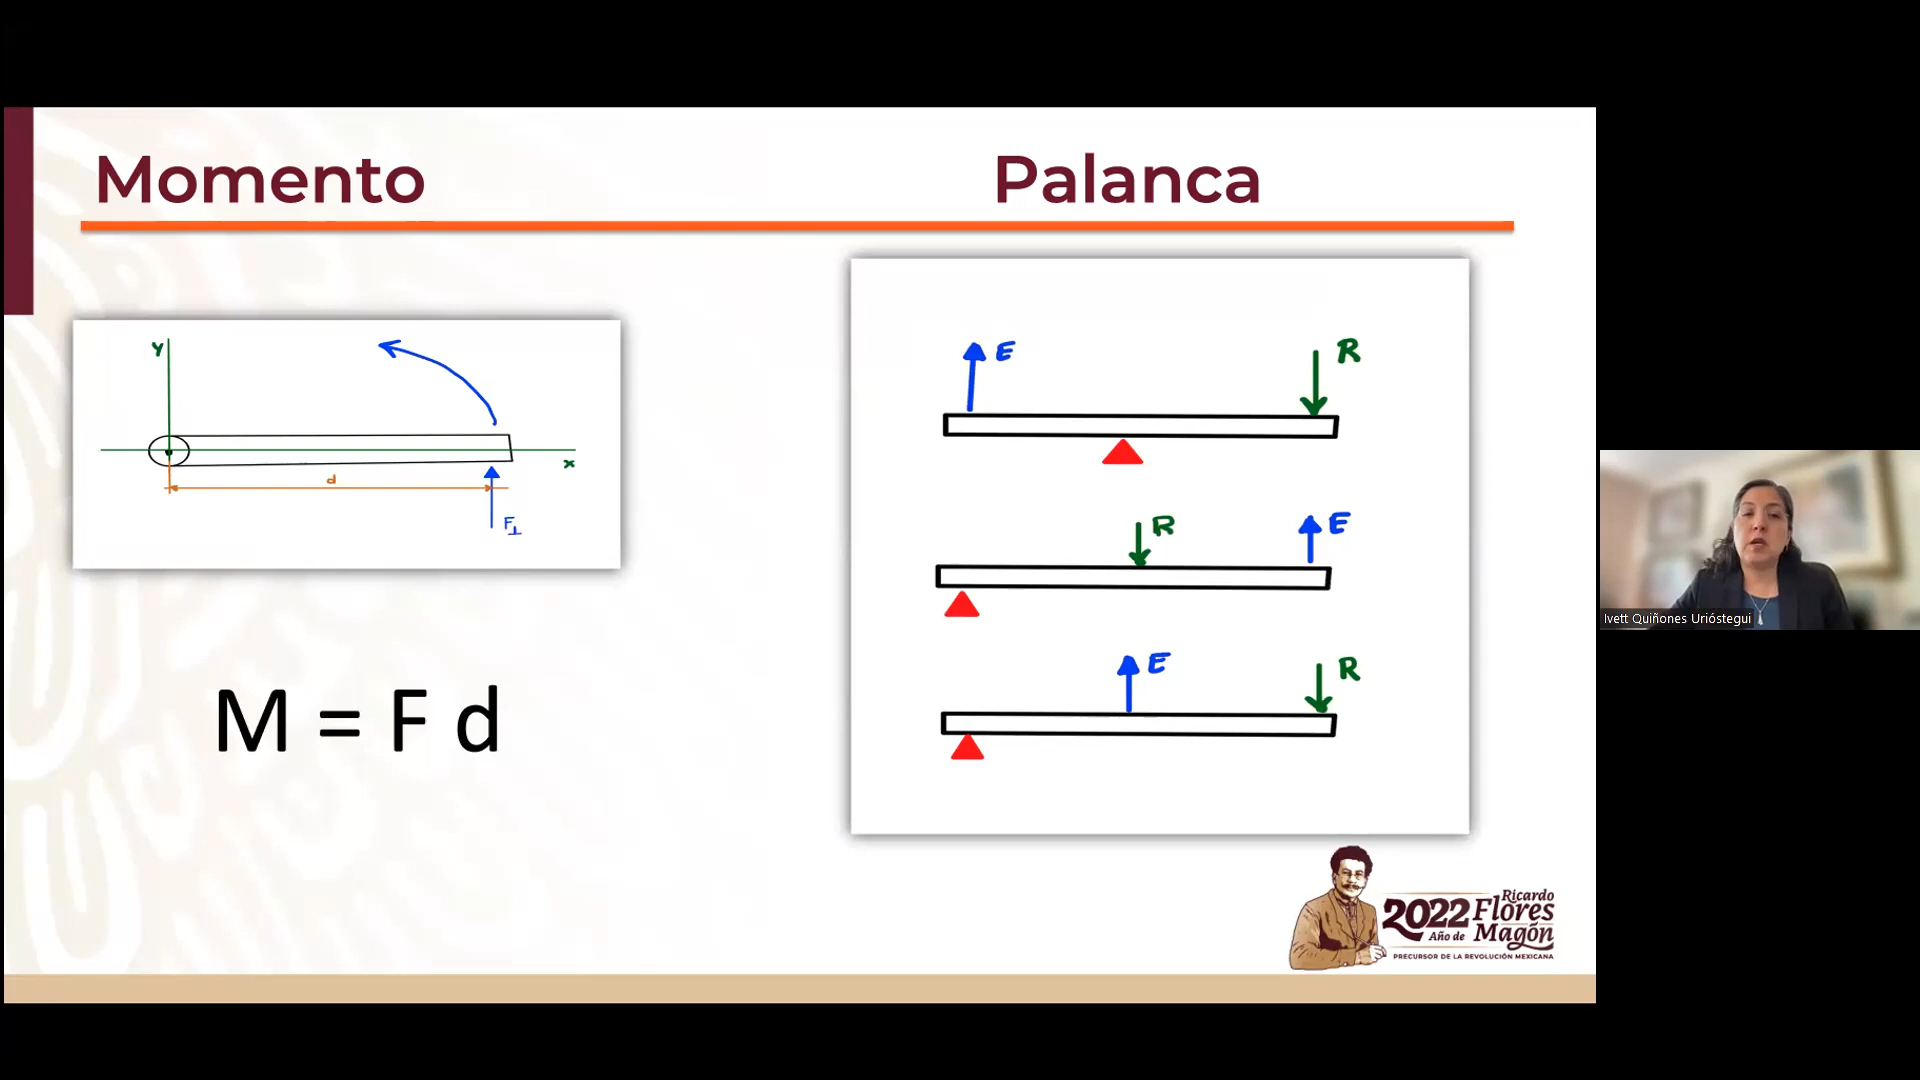 Momento
Palanca
Y
x
d
F⊥
M = F d
E
R
R
E
E
R
Ricardo
2022 Flores
Año de Magón
PRECURSOR DE LA REVOLUCIÓN MEXICANA
Ivett Quiñones Urióstegui